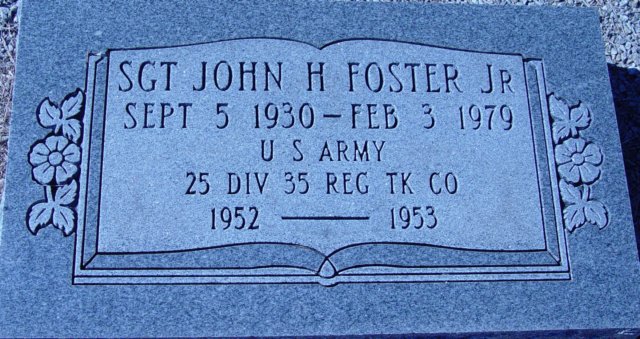 SGT JOHN H FOSTER JR
SEPT 5 1930 - FEB 3 1979
U S ARMY
25 DIV 35 REG TK CO
1952 — 1953